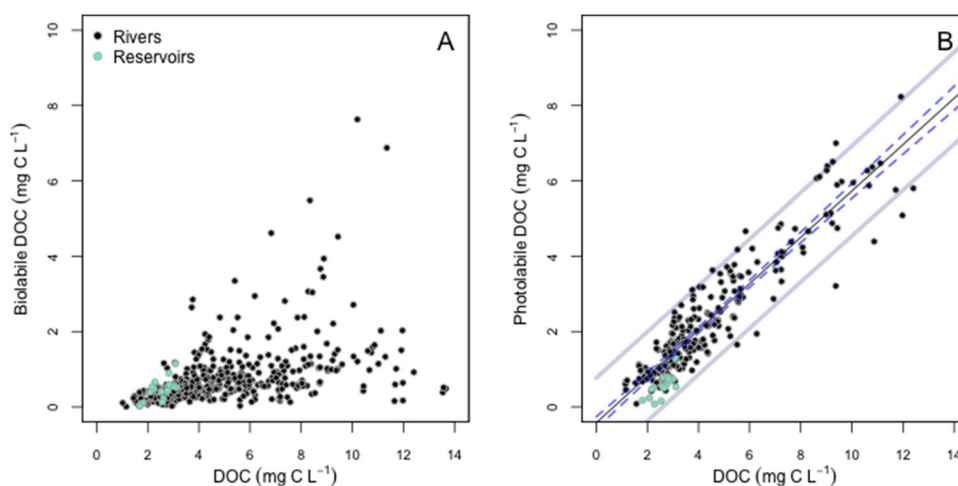 A
Rivers
Reservoirs
Biolabile DOC (mg C L⁻¹)
10
8
6
4
2
0
0 2 4 6 8 10 12 14
DOC (mg C L⁻¹)
B
Photolabile DOC (mg C L⁻¹)
10
8
6
4
2
0
0 2 4 6 8 10 12 14
DOC (mg C L⁻¹)